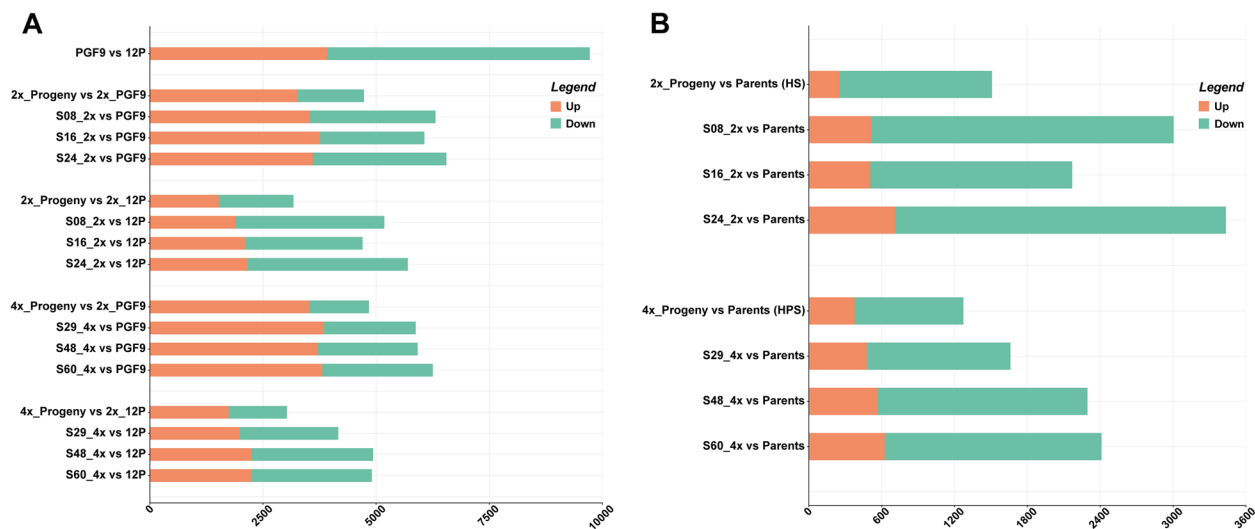 A
PGF9 vs 12P
2x_Progeny vs 2x_PGF9
S08_2x vs PGF9
S16_2x vs PGF9
S24_2x vs PGF9
2x_Progeny vs 2x_12P
S08_2x vs 12P
S16_2x vs 12P
S24_2x vs 12P
4x_Progeny vs 2x_PGF9
S29_4x vs PGF9
S48_4x vs PGF9
S60_4x vs PGF9
4x_Progeny vs 2x_12P
S29_4x vs 12P
S48_4x vs 12P
S60_4x vs 12P
Legend
Up
Down
0 2500 5000 7500 10000
B
2x_Progeny vs Parents (HS)
S08_2x vs Parents
S16_2x vs Parents
S24_2x vs Parents
4x_Progeny vs Parents (HPS)
S29_4x vs Parents
S48_4x vs Parents
S60_4x vs Parents
Legend
Up
Down
0 600 1200 1800 2400 3000 3600